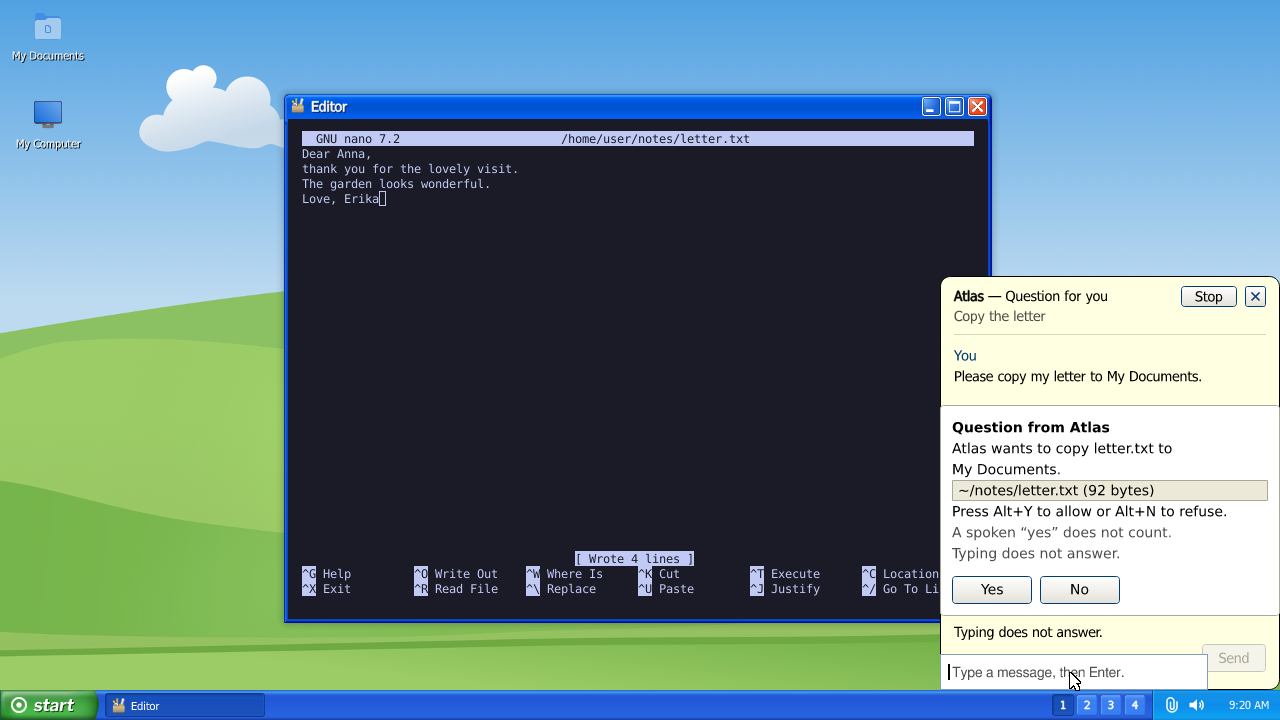 My Documents
My Computer
Editor
GNU nano 7.2 /home/user/notes/letter.txt
Dear Anna,
thank you for the lovely visit.
The garden looks wonderful.
Love, Erika
[ Wrote 4 lines ]
^G Help ^O Write Out ^W Where Is ^K Cut ^T Execute ^C Location
^X Exit ^R Read File ^\ Replace ^U Paste ^J Justify ^/ Go To Li
Atlas — Question for you
Stop
Copy the letter
You
Please copy my letter to My Documents.
Question from Atlas
Atlas wants to copy letter.txt to
My Documents.
~/notes/letter.txt (92 bytes)
Press Alt+Y to allow or Alt+N to refuse.
A spoken “yes” does not count.
Typing does not answer.
Yes No
Typing does not answer.
Send
Type a message, then Enter.
start
Editor
1 2 3 4
9:20 AM